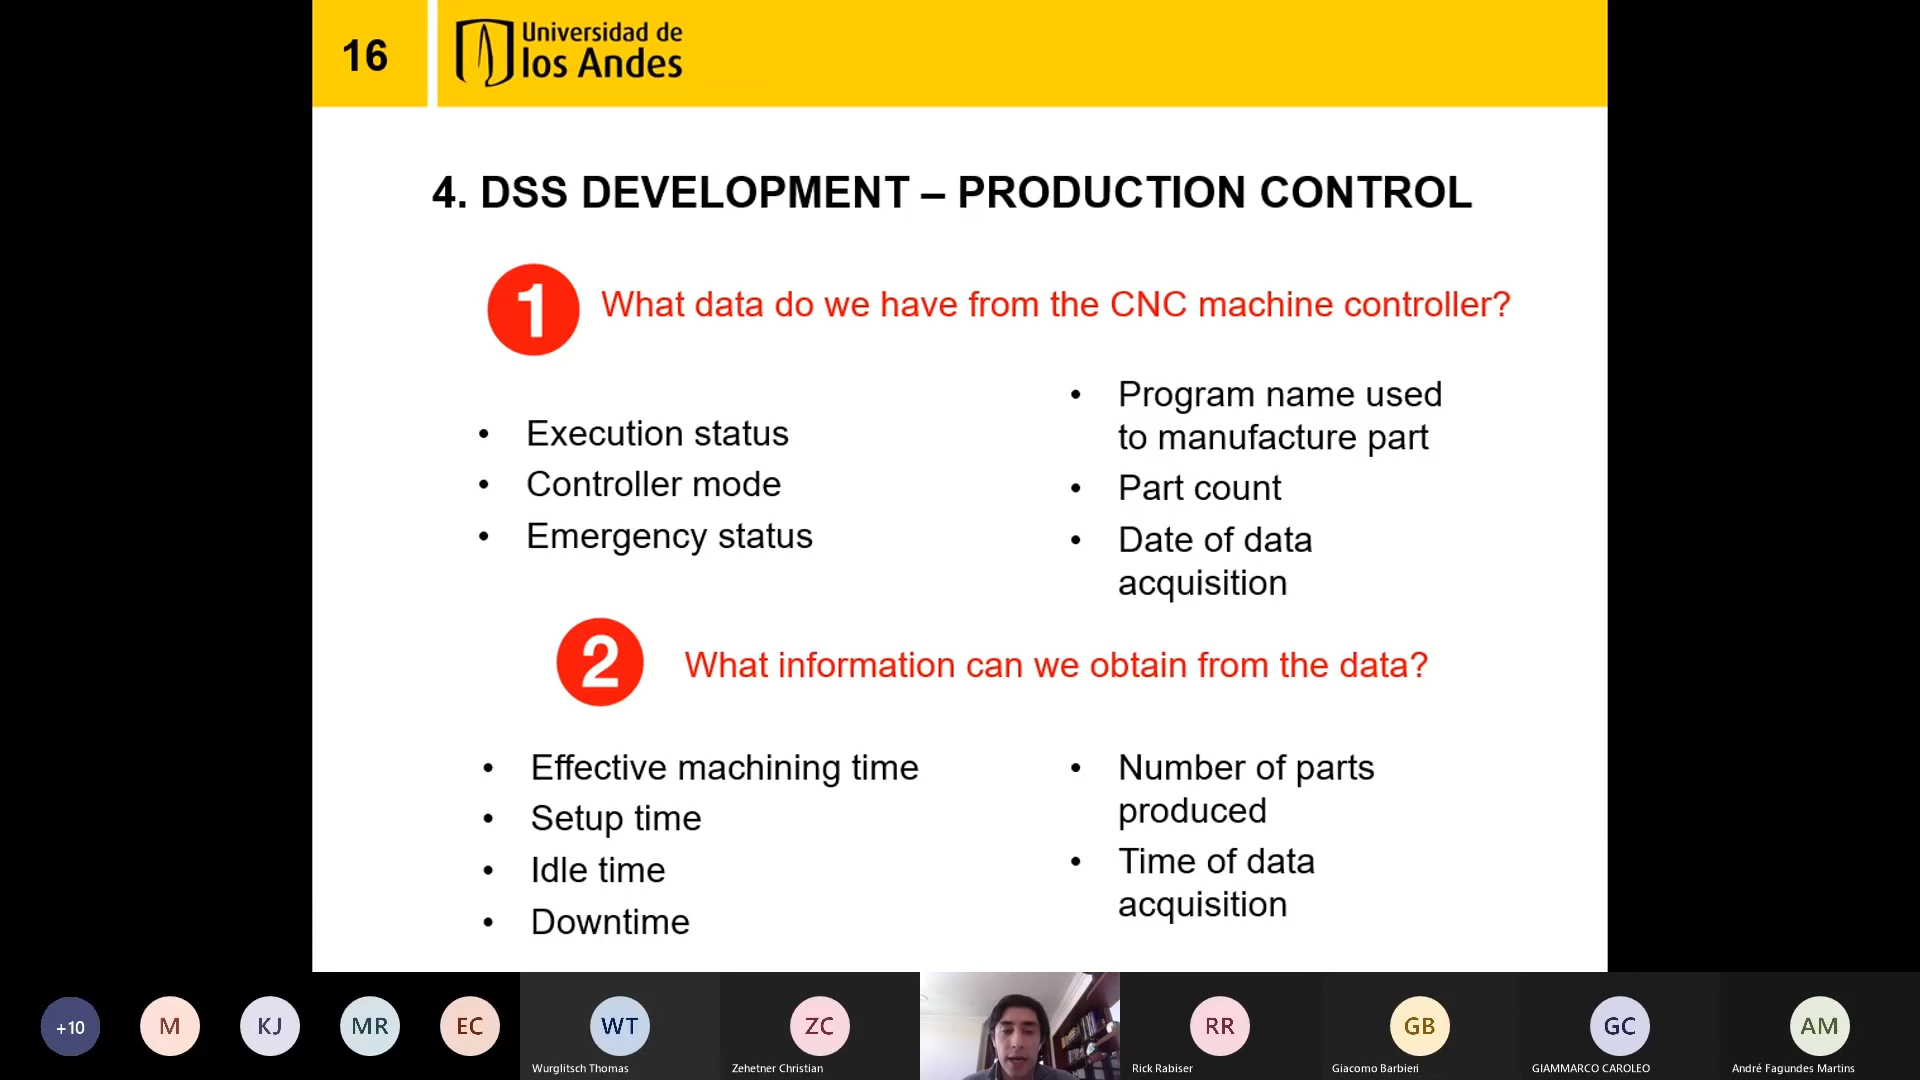 16
Universidad de
los Andes
4. DSS DEVELOPMENT – PRODUCTION CONTROL
1
What data do we have from the CNC machine controller?
• Execution status
• Controller mode
• Emergency status
• Program name used
to manufacture part
• Part count
• Date of data
acquisition
2
What information can we obtain from the data?
• Effective machining time
• Setup time
• Idle time
• Downtime
• Number of parts
produced
• Time of data
acquisition
+10
M
KJ
MR
EC
WT
Wurglitsch Thomas
ZC
Zehetner Christian
RR
Rick Rabiser
GB
Giacomo Barbieri
GC
GIAMMARCO CAROLEO
AM
André Fagundes Martins